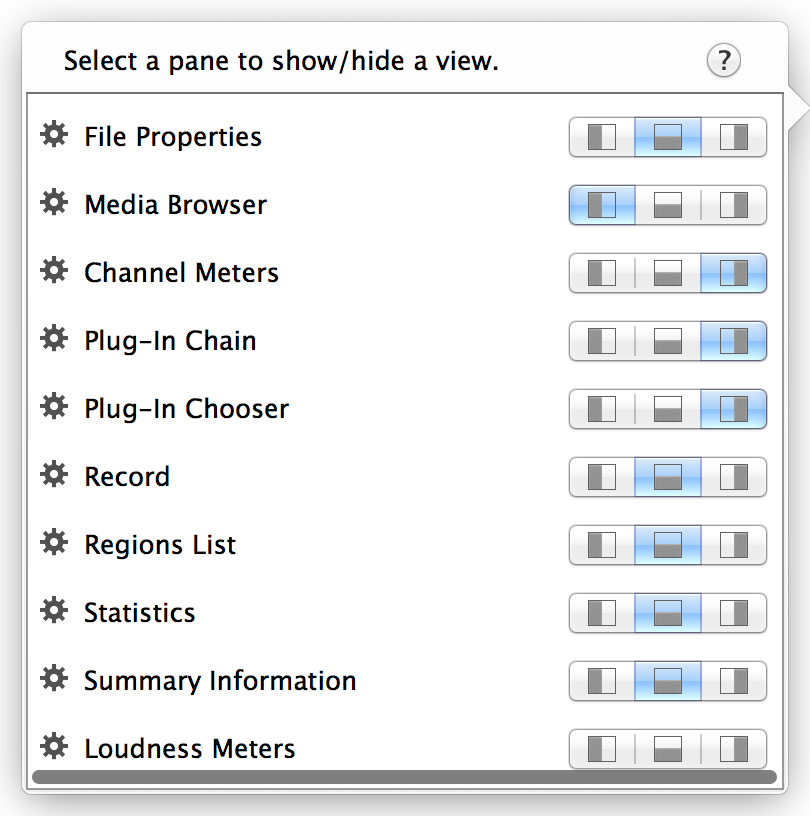 Select a pane to show/hide a view.
?
File Properties
Media Browser
Channel Meters
Plug-In Chain
Plug-In Chooser
Record
Regions List
Statistics
Summary Information
Loudness Meters